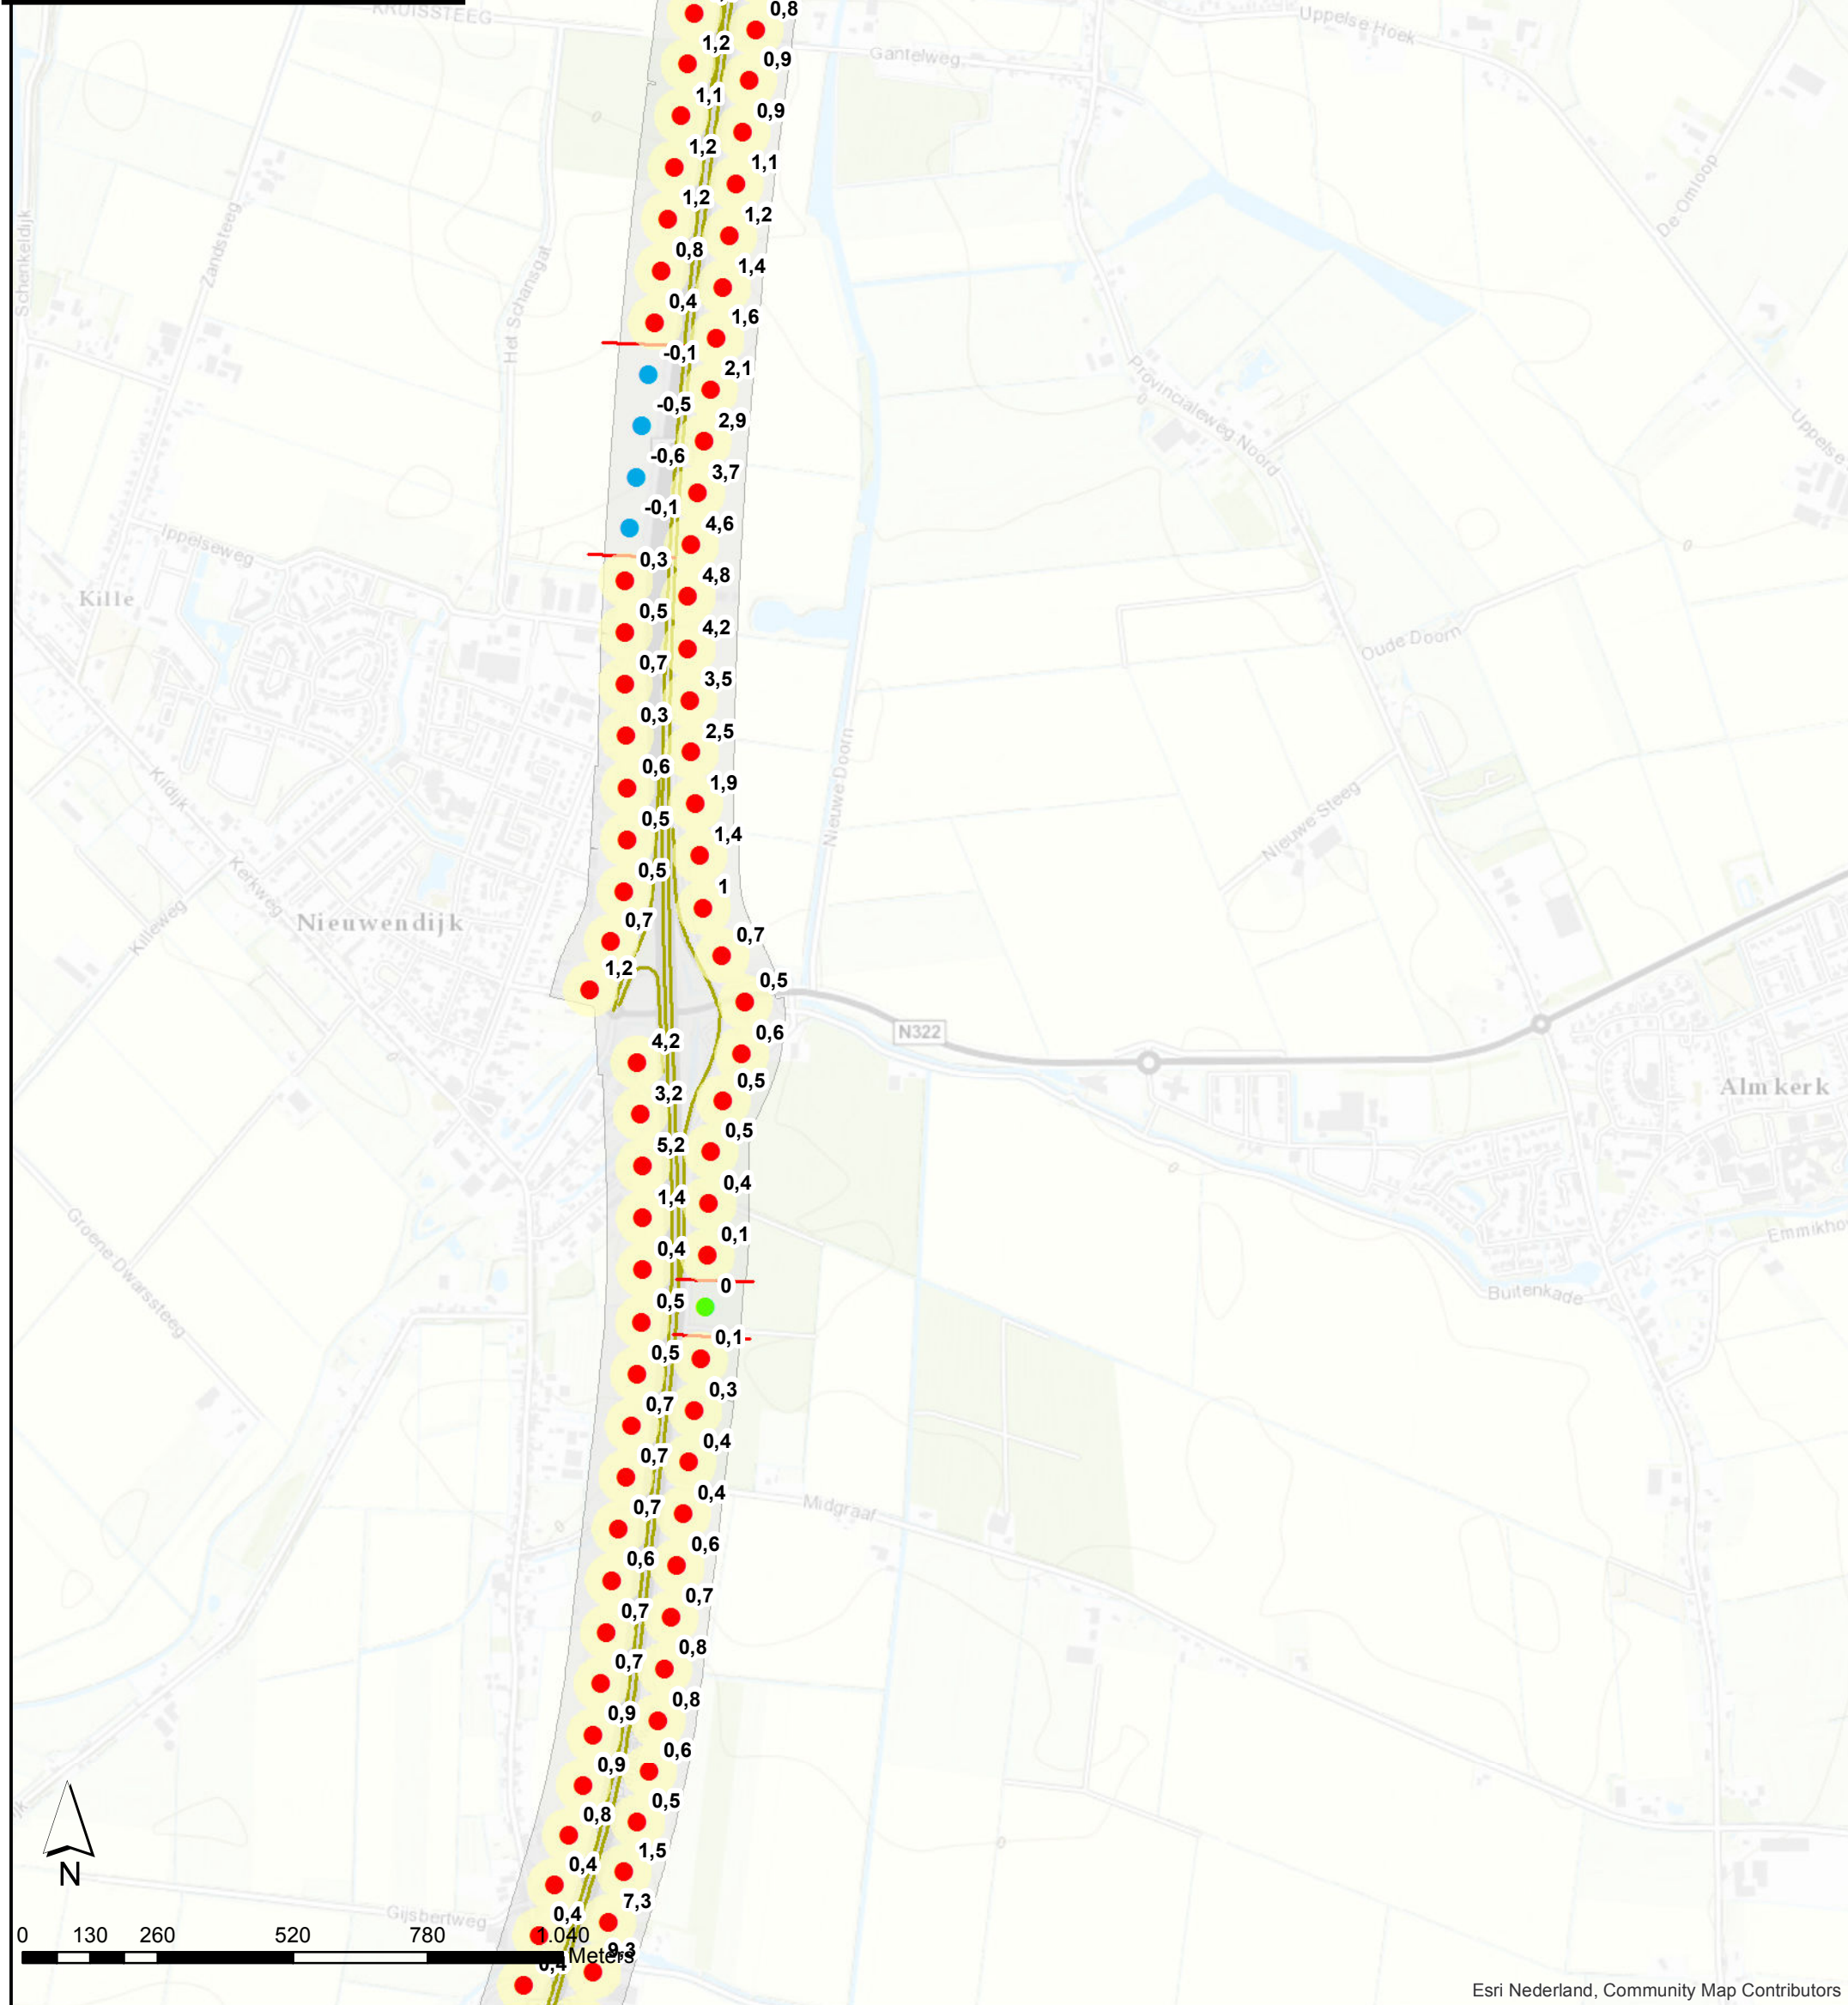 KRUISSTEEG
0,8
Uppelse Hoek
1,2
Gantelweg
0,9
1,1
0,9
0
1,2
1,1
De Omloop
1,2
1,2
Schenkeldijk
Zandsteeg
0,8
1,4
Het Schansgat
0,4
1,6
-0,1
2,1
Provincialeweg Noord
0
-0,5
2,9
Uppelse
-0,6
3,7
-0,1
4,6
Ippelseweg
0
0,3
4,8
Kille
0,5
4,2
Oude Doorn
0,7
3,5
0,3
2,5
Kildijk
0,6
1,9
Nieuwe Doorn
Nieuwe Steeg
0,5
1,4
Kerkweg
0,5
1
Killeweg
Nieuwendijk
0,7
0,7
1,2
0,5
N322
4,2
0,6
0
0,5
Almkerk
3,2
5,2
0,5
0
1,4
0,4
Groene Dwarssteeg
0,4
0,1
Emmikho
0
Buitenkade
0,5
0,1
0,5
0,3
0,7
0,4
0,7
0,4
Midgraaf
0,7
0
0,6
0,6
0,7
0,7
0,7
0,8
0,9
0,8
0,9
0,6
0,8
0,5
0
1,5
0,4
N
7,3
Gijsbertweg
0,4
0 130 260 520 780 1.040
Meters
9,3
0,4
Esri Nederland, Community Map Contributors